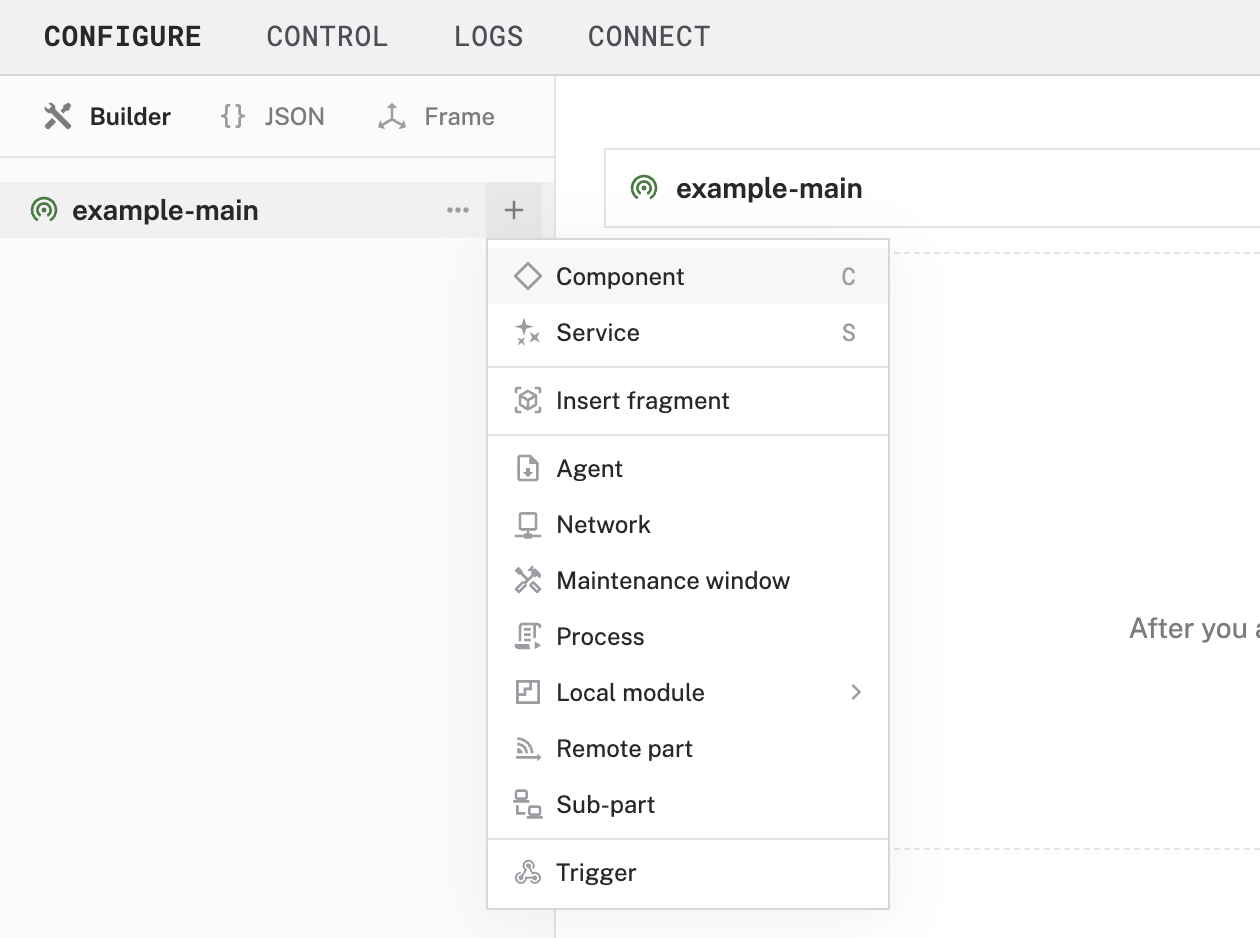 CONFIGURE CONTROL LOGS CONNECT
Builder {} JSON Frame
example-main ... +
example-main
Component C
Service S
Insert fragment
Agent
Network
Maintenance window
Process
After you
Local module
Remote part
Sub-part
Trigger